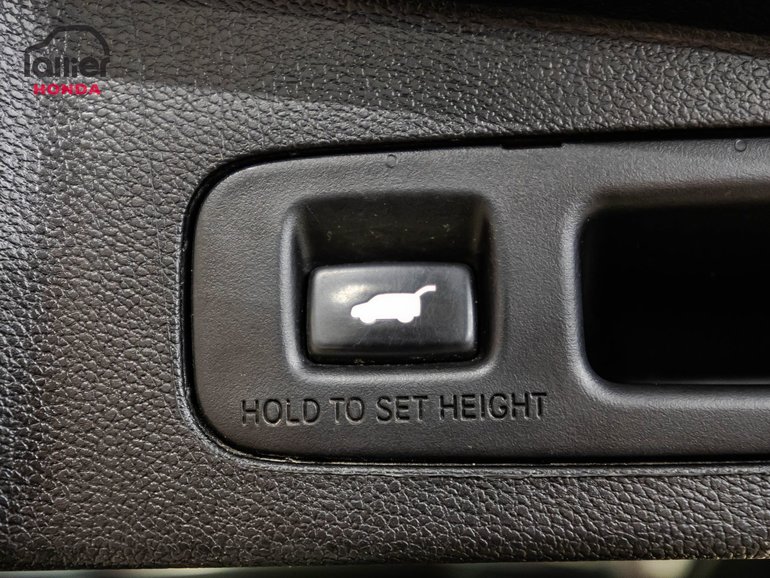 lallier
HONDA
HOLD TO SET HEIGHT